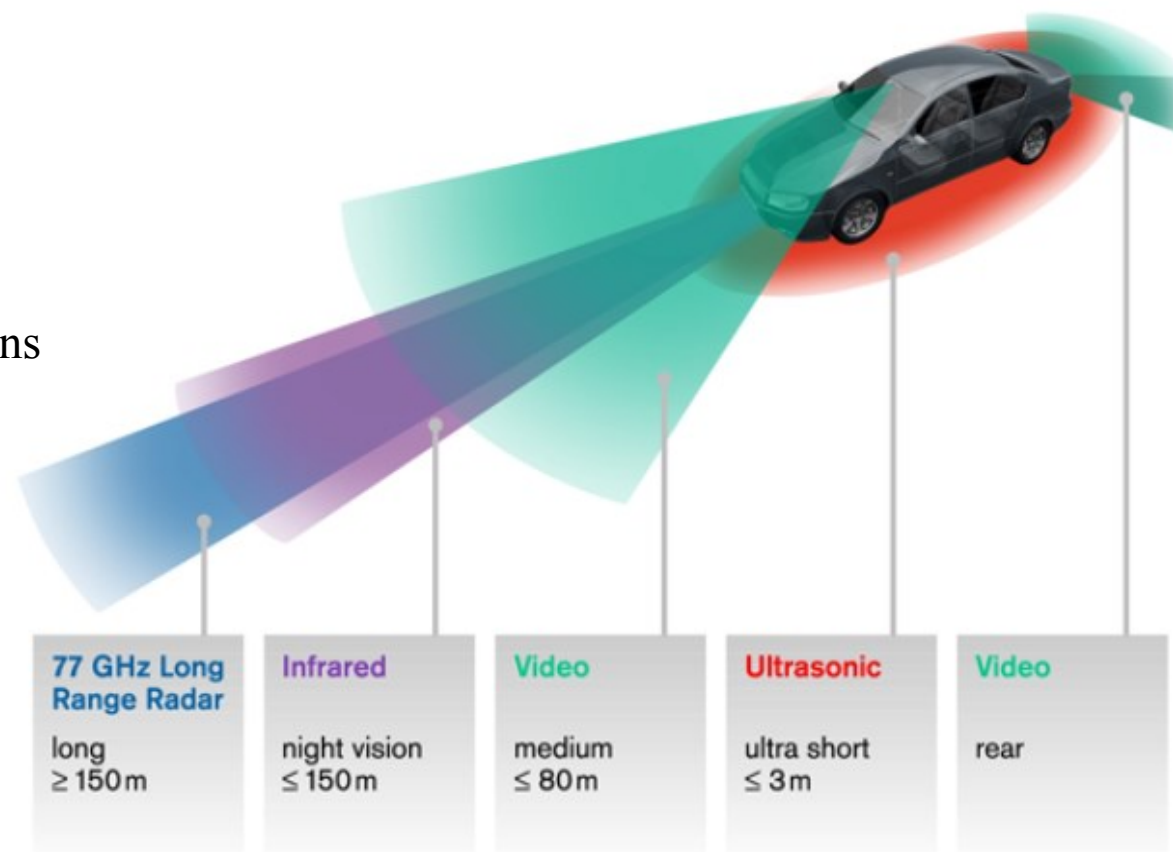 ns
77 GHz Long
Range Radar
long
≥ 150 m
Infrared
night vision
≤ 150 m
Video
medium
≤ 80 m
Ultrasonic
ultra short
≤ 3 m
Video
rear